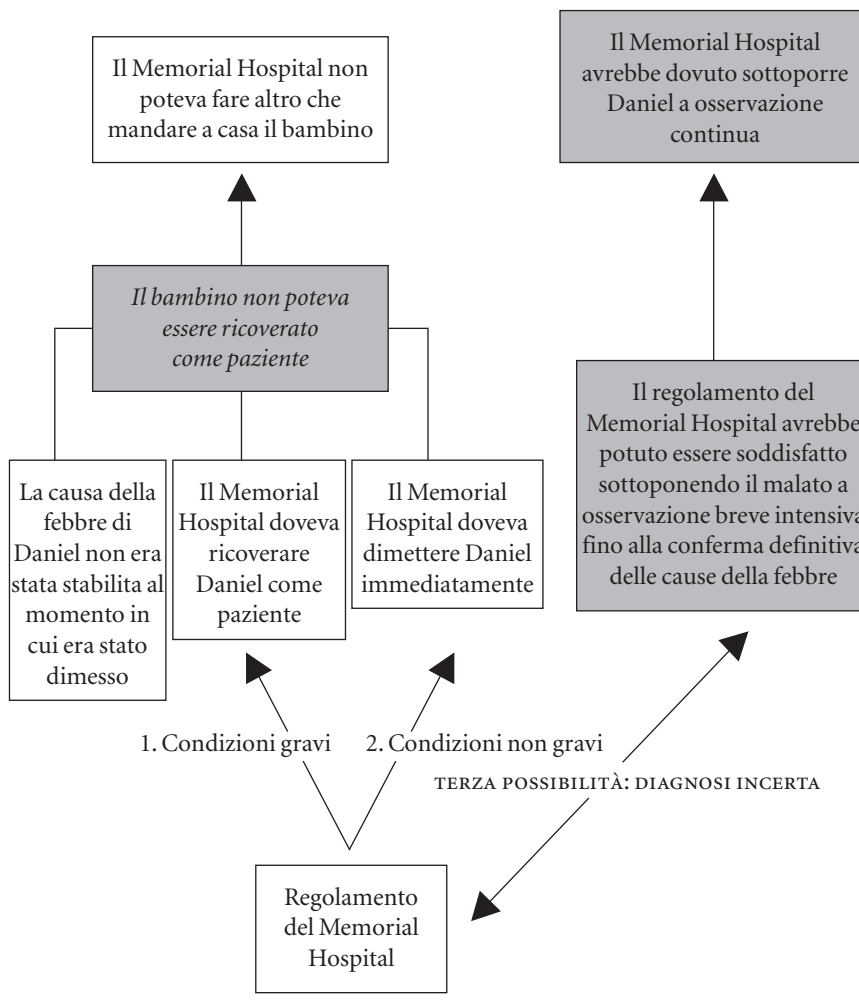 Il Memorial Hospital non
poteva fare altro che
mandare a casa il bambino
Il Memorial Hospital
avrebbe dovuto sottoporre
Daniel a osservazione
continua
Il bambino non poteva
essere ricoverato
come paziente
La causa della
febbre di
Daniel non era
stata stabilita al
momento in
cui era stato
dimesso
Il Memorial
Hospital doveva
ricoverare
Daniel come
paziente
Il Memorial
Hospital doveva
dimettere Daniel
immediatamente
Il regolamento del
Memorial Hospital avrebbe
potuto essere soddisfatto
sottoponendo il malato a
osservazione breve intensiva
fino alla conferma definitiva
delle cause della febbre
1. Condizioni gravi
2. Condizioni non gravi
TERZA POSSIBILITÀ: DIAGNOSI INCERTA
Regolamento
del Memorial
Hospital